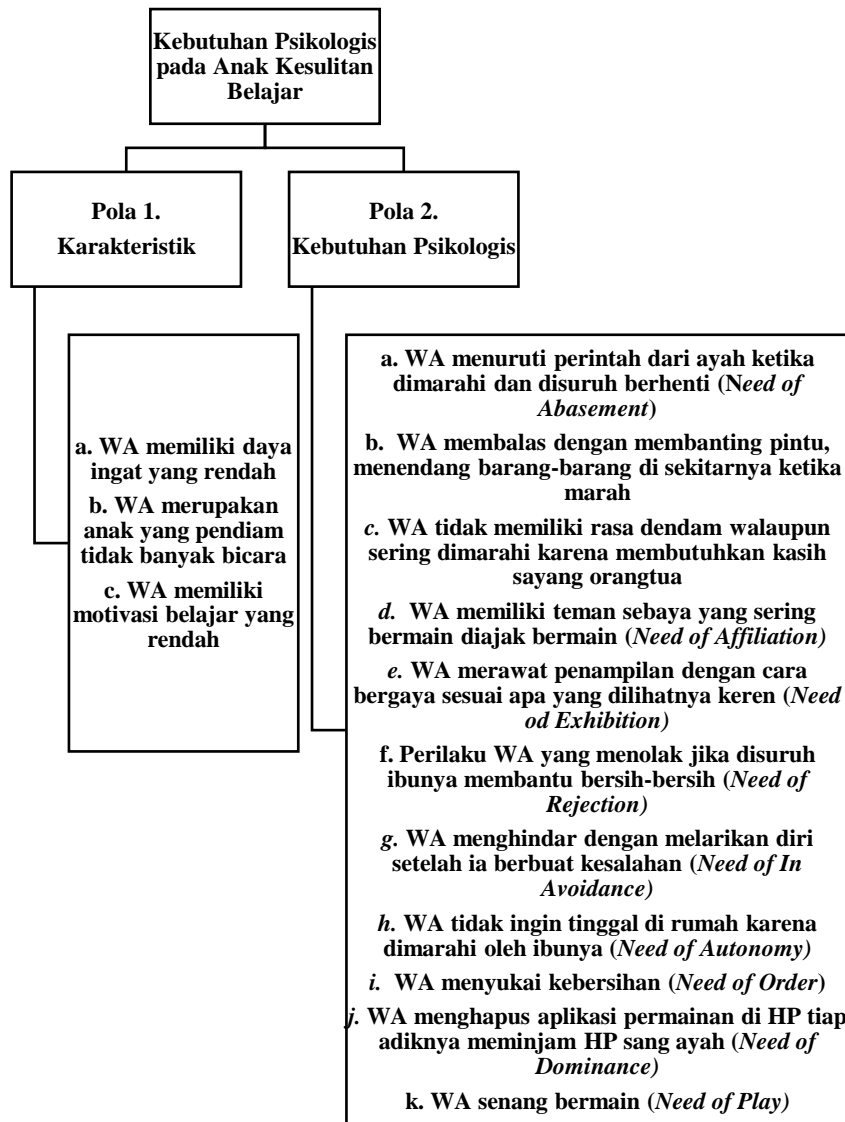 Kebutuhan Psikologis
pada Anak Kesulitan
Belajar
Pola 1.
Karakteristik
Pola 2.
Kebutuhan Psikologis
a. WA memiliki daya
ingat yang rendah
b. WA merupakan
anak yang pendiam
tidak banyak bicara
c. WA memiliki
motivasi belajar yang
rendah
a. WA menuruti perintah dari ayah ketika
dimarahi dan disuruh berhenti (Need of
Abasement)
b. WA membalas dengan membanting pintu,
menendang barang-barang di sekitarnya ketika
marah
c. WA tidak memiliki rasa dendam walaupun
sering dimarahi karena membutuhkan kasih
sayang orangtua
d. WA memiliki teman sebaya yang sering
bermain diajak bermain (Need of Affiliation)
e. WA merawat penampilan dengan cara
bergaya sesuai apa yang dilihatnya keren (Need
od Exhibition)
f. Perilaku WA yang menolak jika disuruh
ibunya membantu bersih-bersih (Need of
Rejection)
g. WA menghindar dengan melarikan diri
setelah ia berbuat kesalahan (Need of In
Avoidance)
h. WA tidak ingin tinggal di rumah karena
dimarahi oleh ibunya (Need of Autonomy)
i. WA menyukai kebersihan (Need of Order)
j. WA menghapus aplikasi permainan di HP tiap
adiknya meminjam HP sang ayah (Need of
Dominance)
k. WA senang bermain (Need of Play)